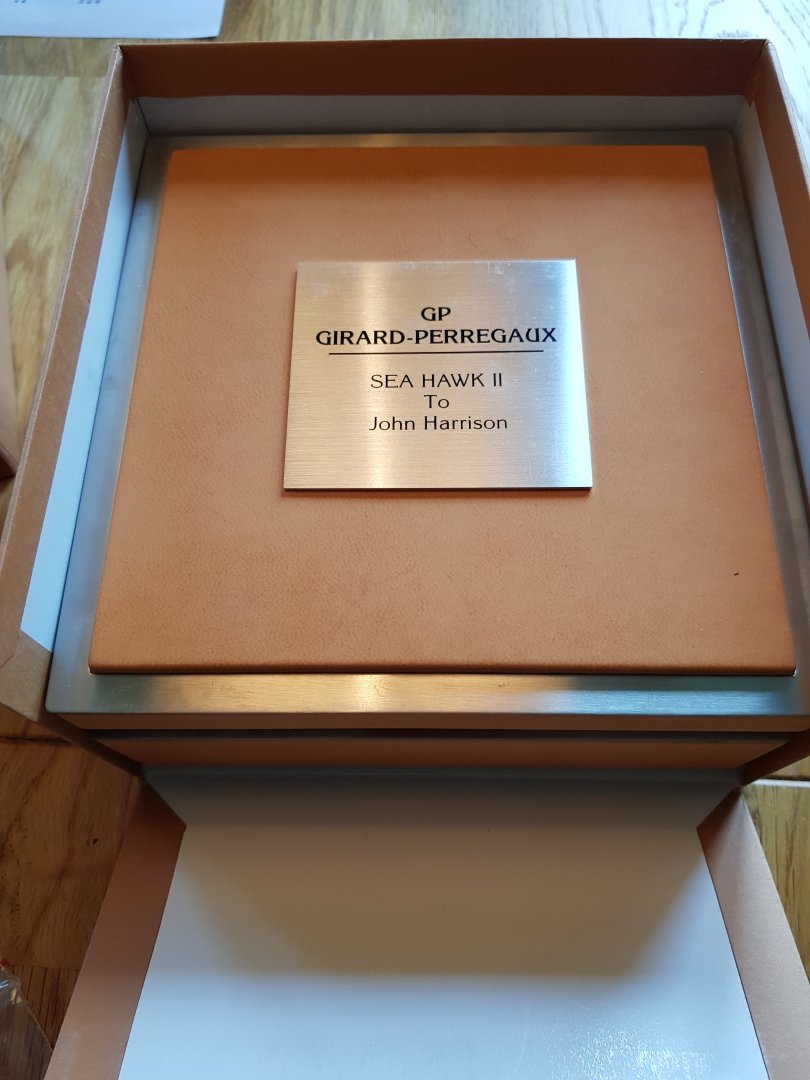 GP
GIRARD-PERREGAUX
SEA HAWK II
To
John Harrison